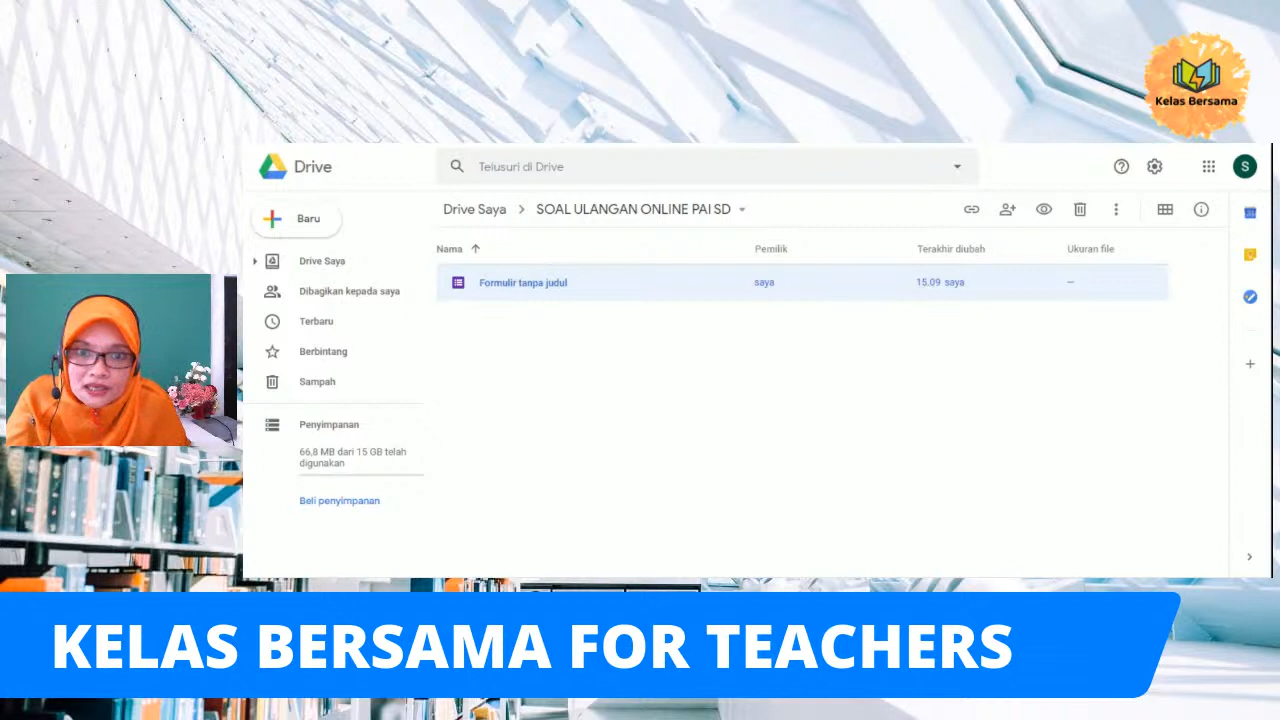 Kelas Bersama
Drive
Telusuri di Drive
S
Baru
Drive Saya > SOAL ULANGAN ONLINE PAI SD
Nama Pemilik Terakhir diubah Ukuran file
Formulir tanpa judul saya 15.09 saya –
Drive Saya
Dibagikan kepada saya
Terbaru
Berbintang
Sampah
Penyimpanan
66,8 MB dari 15 GB telah
digunakan
Beli penyimpanan
KELAS BERSAMA FOR TEACHERS